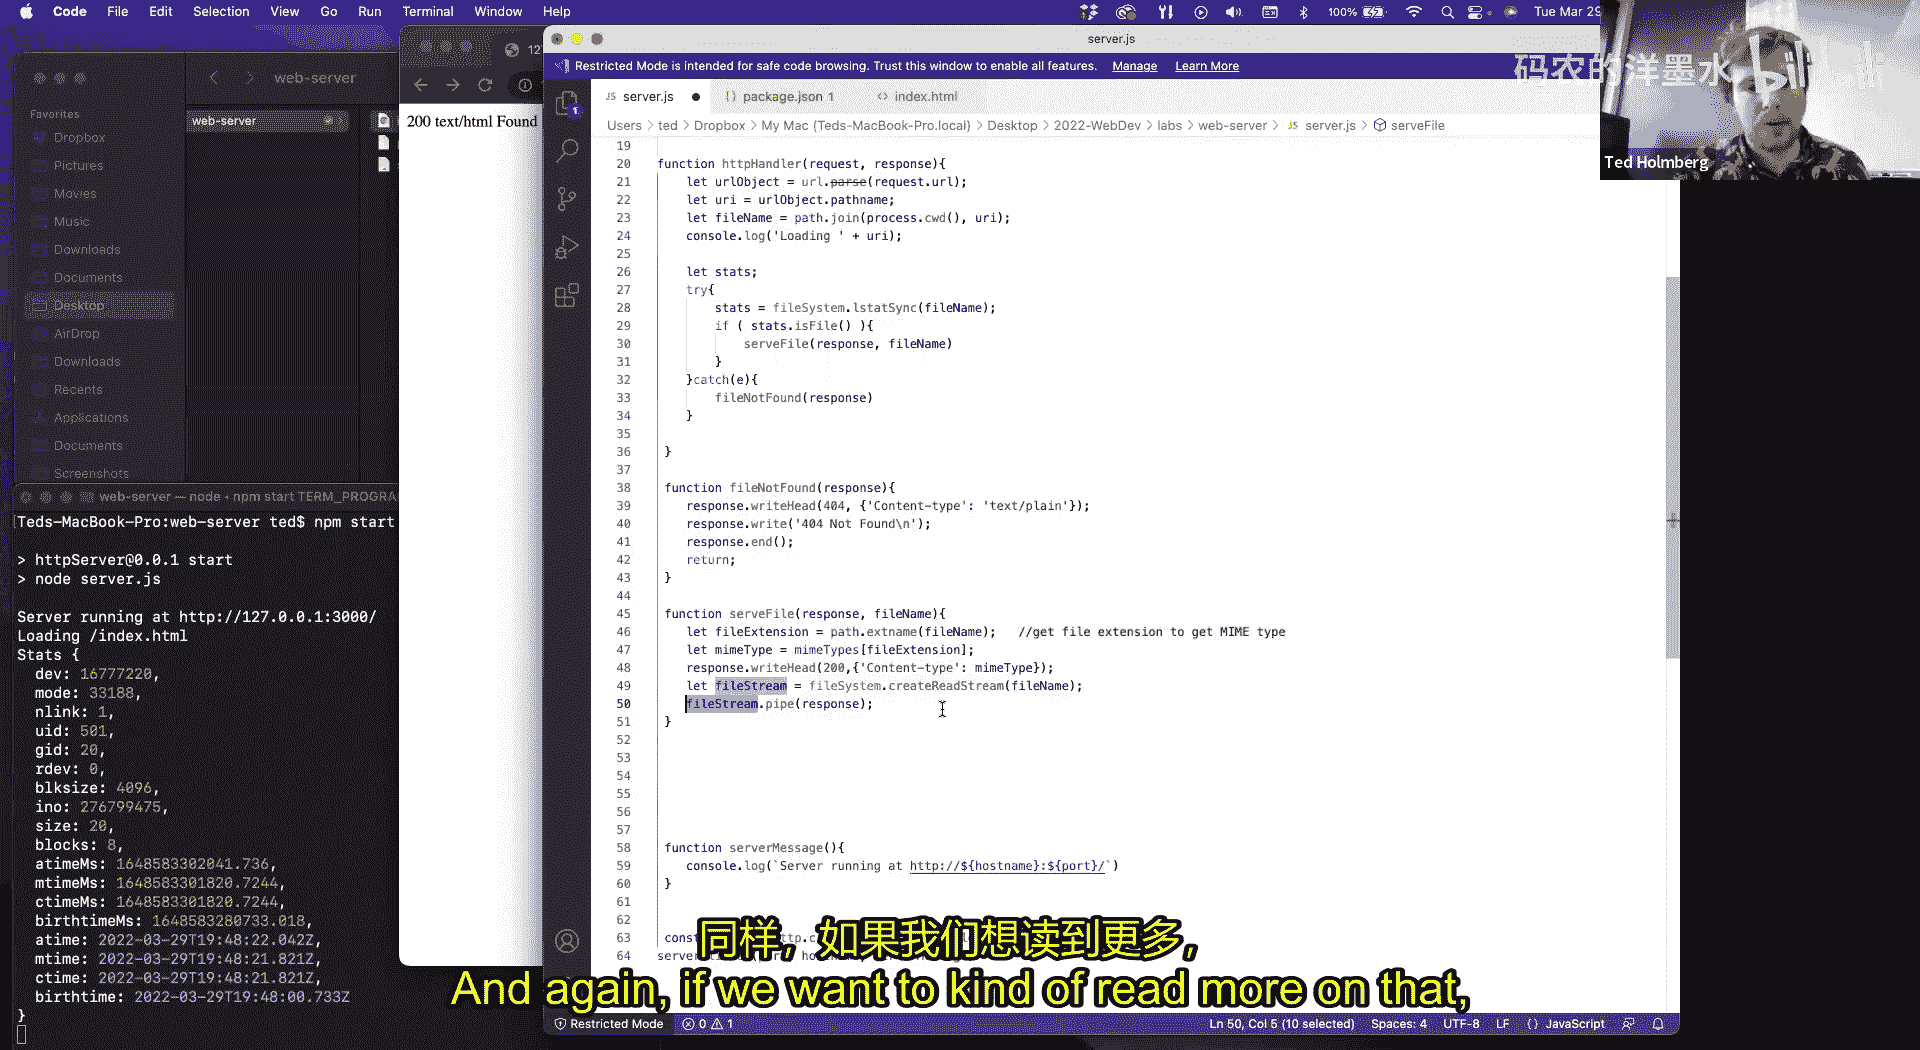 Code File Edit Selection View Go Run Terminal Window Help
100%
Tue Mar 29
web-server
Favorites
Dropbox
Pictures
Movies
Music
Downloads
Documents
Desktop
AirDrop
Downloads
Recents
Applications
Documents
Screenshots
web-server
200 text/html Found
server.js
Restricted Mode is intended for safe code browsing. Trust this window to enable all features. Manage Learn More
码农的洋墨水
bilibili
Ted Holmberg
JS server.js ● {} package.json 1 <> index.html
Users > ted > Dropbox > My Mac (Teds-MacBook-Pro.local) > Desktop > 2022-WebDev > labs > web-server > JS server.js > serveFile
19
20 function httpHandler(request, response){
21 let urlObject = url.parse(request.url);
22 let uri = urlObject.pathname;
23 let fileName = path.join(process.cwd(), uri);
24 console.log('Loading ' + uri);
25
26 let stats;
27 try{
28 stats = fileSystem.lstatSync(fileName);
29 if ( stats.isFile() ){
30 serveFile(response, fileName)
31 }
32 }catch(e){
33 fileNotFound(response)
34 }
35
36 }
37
38 function fileNotFound(response){
39 response.writeHead(404, {'Content-type': 'text/plain'});
40 response.write('404 Not Found\n');
41 response.end();
42 return;
43 }
44
45 function serveFile(response, fileName){
46 let fileExtension = path.extname(fileName); //get file extension to get MIME type
47 let mimeType = mimeTypes[fileExtension];
48 response.writeHead(200,{'Content-type': mimeType});
49 let fileStream = fileSystem.createReadStream(fileName);
50 fileStream.pipe(response);
51 }
52
53
54
55
56
57
58 function serverMessage(){
59 console.log(`Server running at http://${hostname}:${port}/`)
60 }
61
62
63
64
web-server — node • npm start TERM_PROGRA
Teds-MacBook-Pro:web-server ted$ npm start
> httpServer@0.0.1 start
> node server.js
Server running at http://127.0.0.1:3000/
Loading /index.html
Stats {
dev: 16777220,
mode: 33188,
nlink: 1,
uid: 501,
gid: 20,
rdev: 0,
blksize: 4096,
ino: 276799475,
size: 20,
blocks: 8,
atimeMs: 1648583302041.736,
mtimeMs: 1648583301820.7244,
ctimeMs: 1648583301820.7244,
birthtimeMs: 1648583280733.018,
atime: 2022-03-29T19:48:22.042Z,
mtime: 2022-03-29T19:48:21.821Z,
ctime: 2022-03-29T19:48:21.821Z,
birthtime: 2022-03-29T19:48:00.733Z
}
同样，如果我们想读到更多，
And again, if we want to kind of read more on that,
Restricted Mode 0 1 Ln 50, Col 5 (10 selected) Spaces: 4 UTF-8 LF {} JavaScript